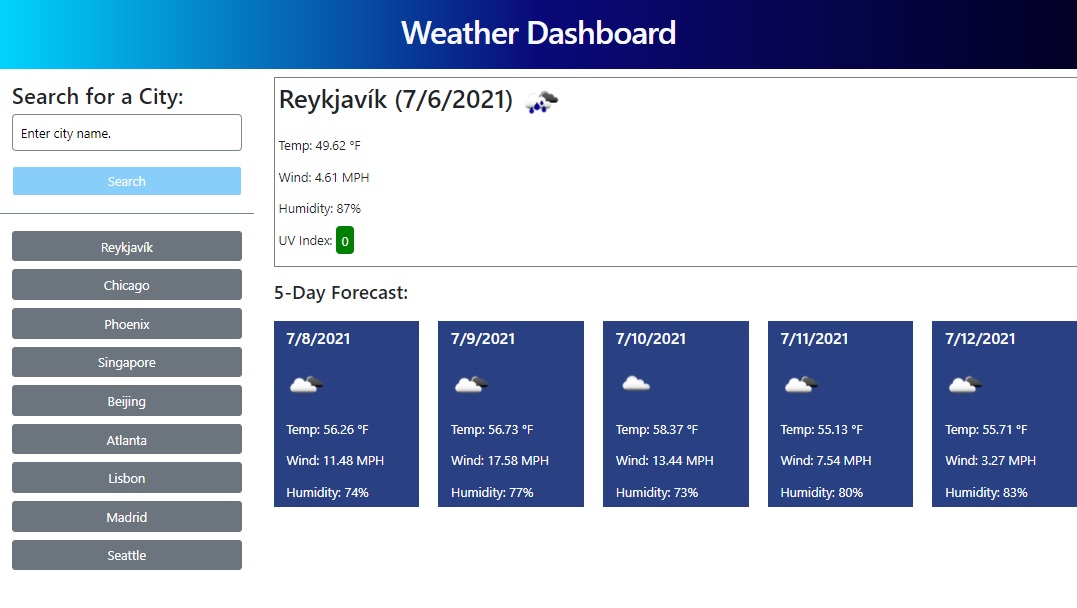 Weather Dashboard
Search for a City:
Enter city name.
Search
Reykjavík
Chicago
Phoenix
Singapore
Beijing
Atlanta
Lisbon
Madrid
Seattle
Reykjavík (7/6/2021)
Temp: 49.62 °F
Wind: 4.61 MPH
Humidity: 87%
UV Index: 0
5-Day Forecast:
7/8/2021
Temp: 56.26 °F
Wind: 11.48 MPH
Humidity: 74%
7/9/2021
Temp: 56.73 °F
Wind: 17.58 MPH
Humidity: 77%
7/10/2021
Temp: 58.37 °F
Wind: 13.44 MPH
Humidity: 73%
7/11/2021
Temp: 55.13 °F
Wind: 7.54 MPH
Humidity: 80%
7/12/2021
Temp: 55.71 °F
Wind: 3.27 MPH
Humidity: 83%